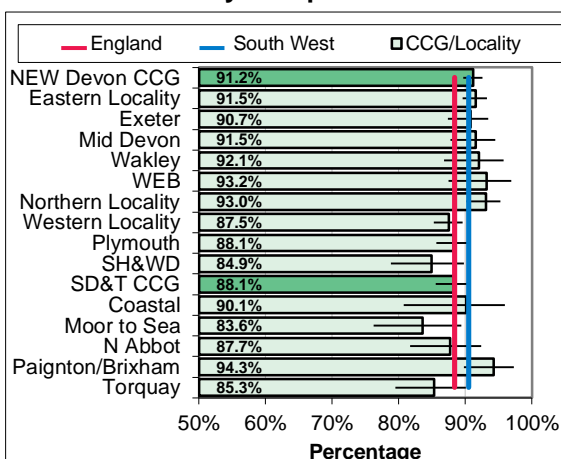 England South West CCG/Locality
NEW Devon CCG 91.2%
Eastern Locality 91.5%
Exeter 90.7%
Mid Devon 91.5%
Wakley 92.1%
WEB 93.2%
Northern Locality 93.0%
Western Locality 87.5%
Plymouth 88.1%
SH&WD 84.9%
SD&T CCG 88.1%
Coastal 90.1%
Moor to Sea 83.6%
N Abbot 87.7%
Paignton/Brixham 94.3%
Torquay 85.3%
50% 60% 70% 80% 90% 100%
Percentage